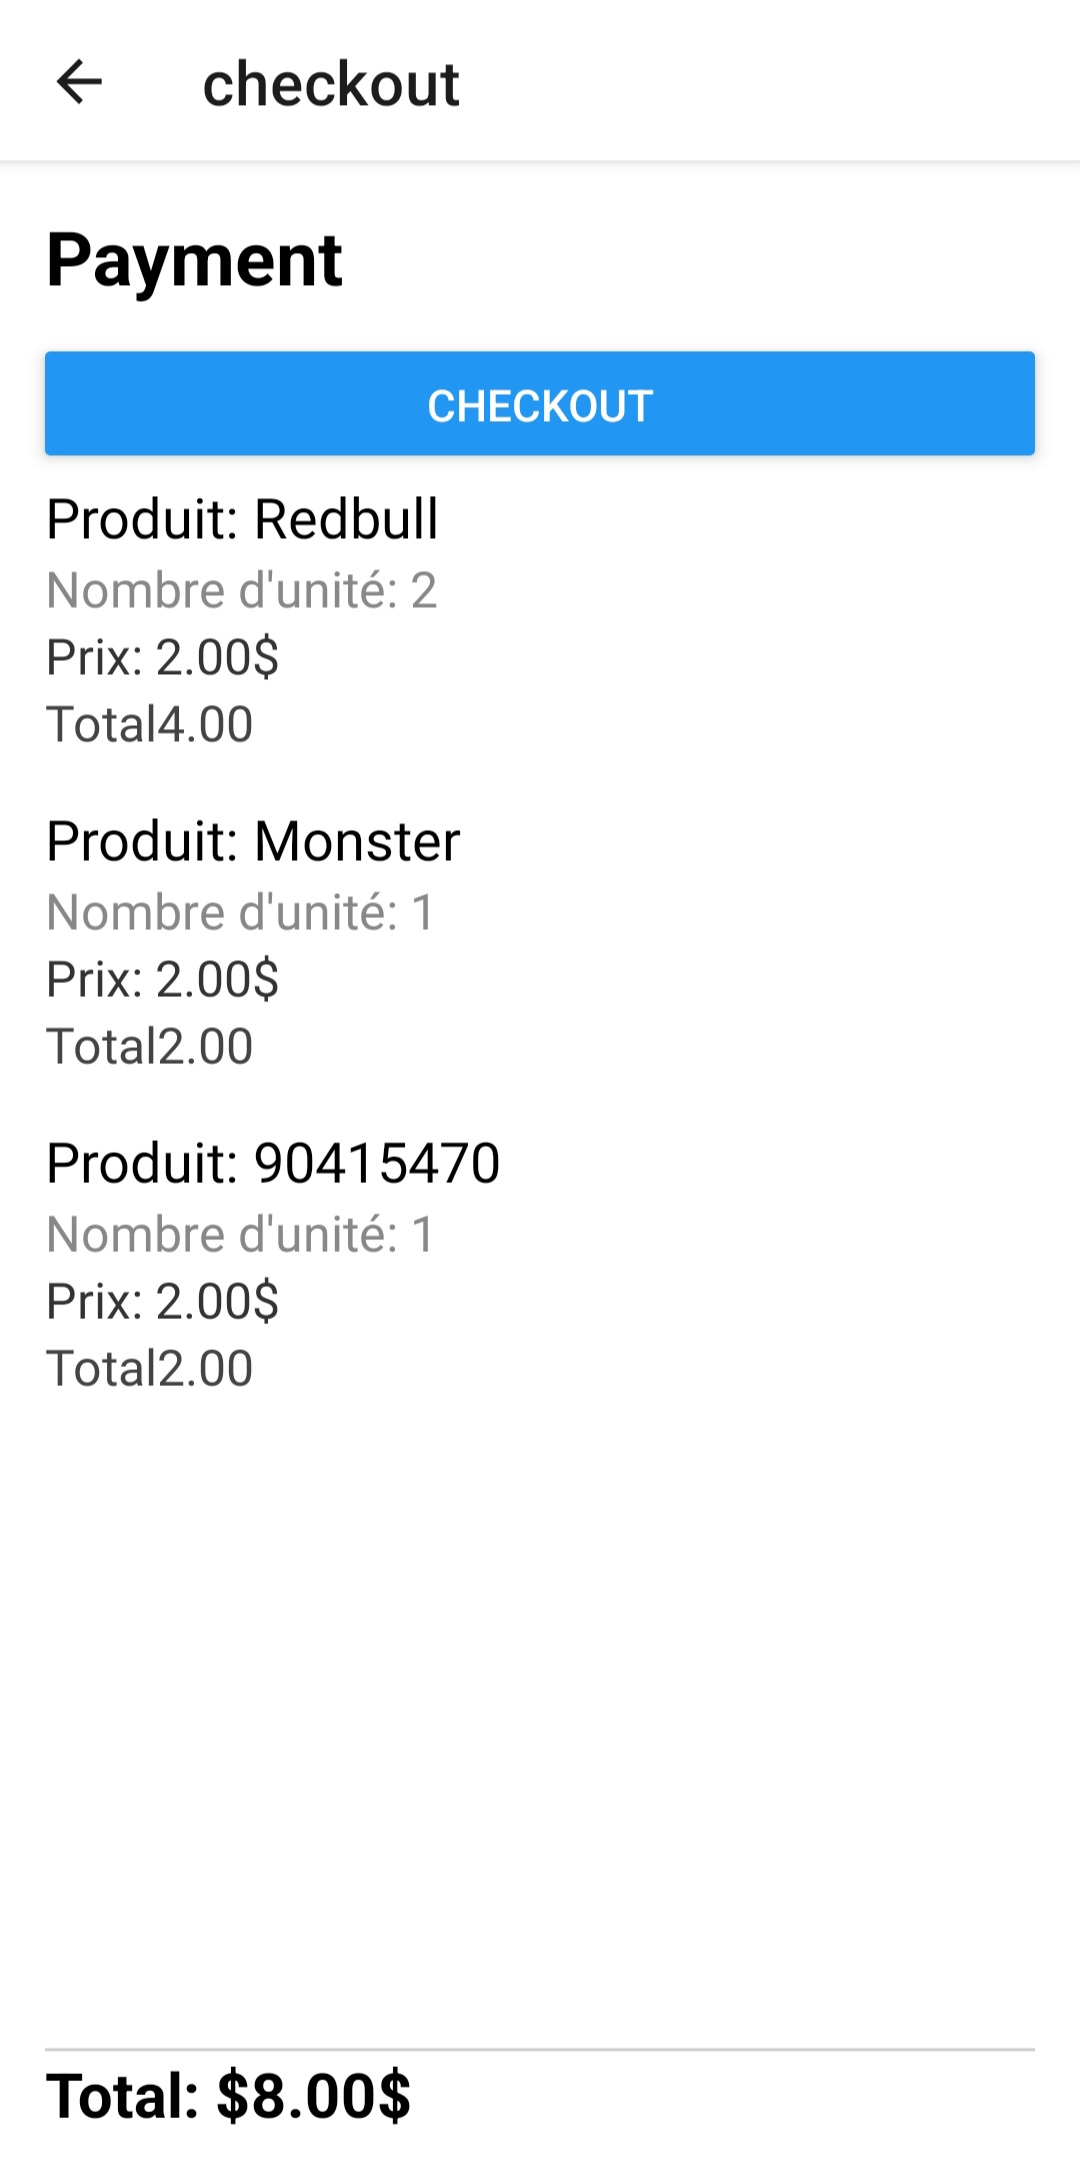 checkout
Payment
CHECKOUT
Produit: Redbull
Nombre d'unité: 2
Prix: 2.00$
Total4.00
Produit: Monster
Nombre d'unité: 1
Prix: 2.00$
Total2.00
Produit: 90415470
Nombre d'unité: 1
Prix: 2.00$
Total2.00
Total: $8.00$